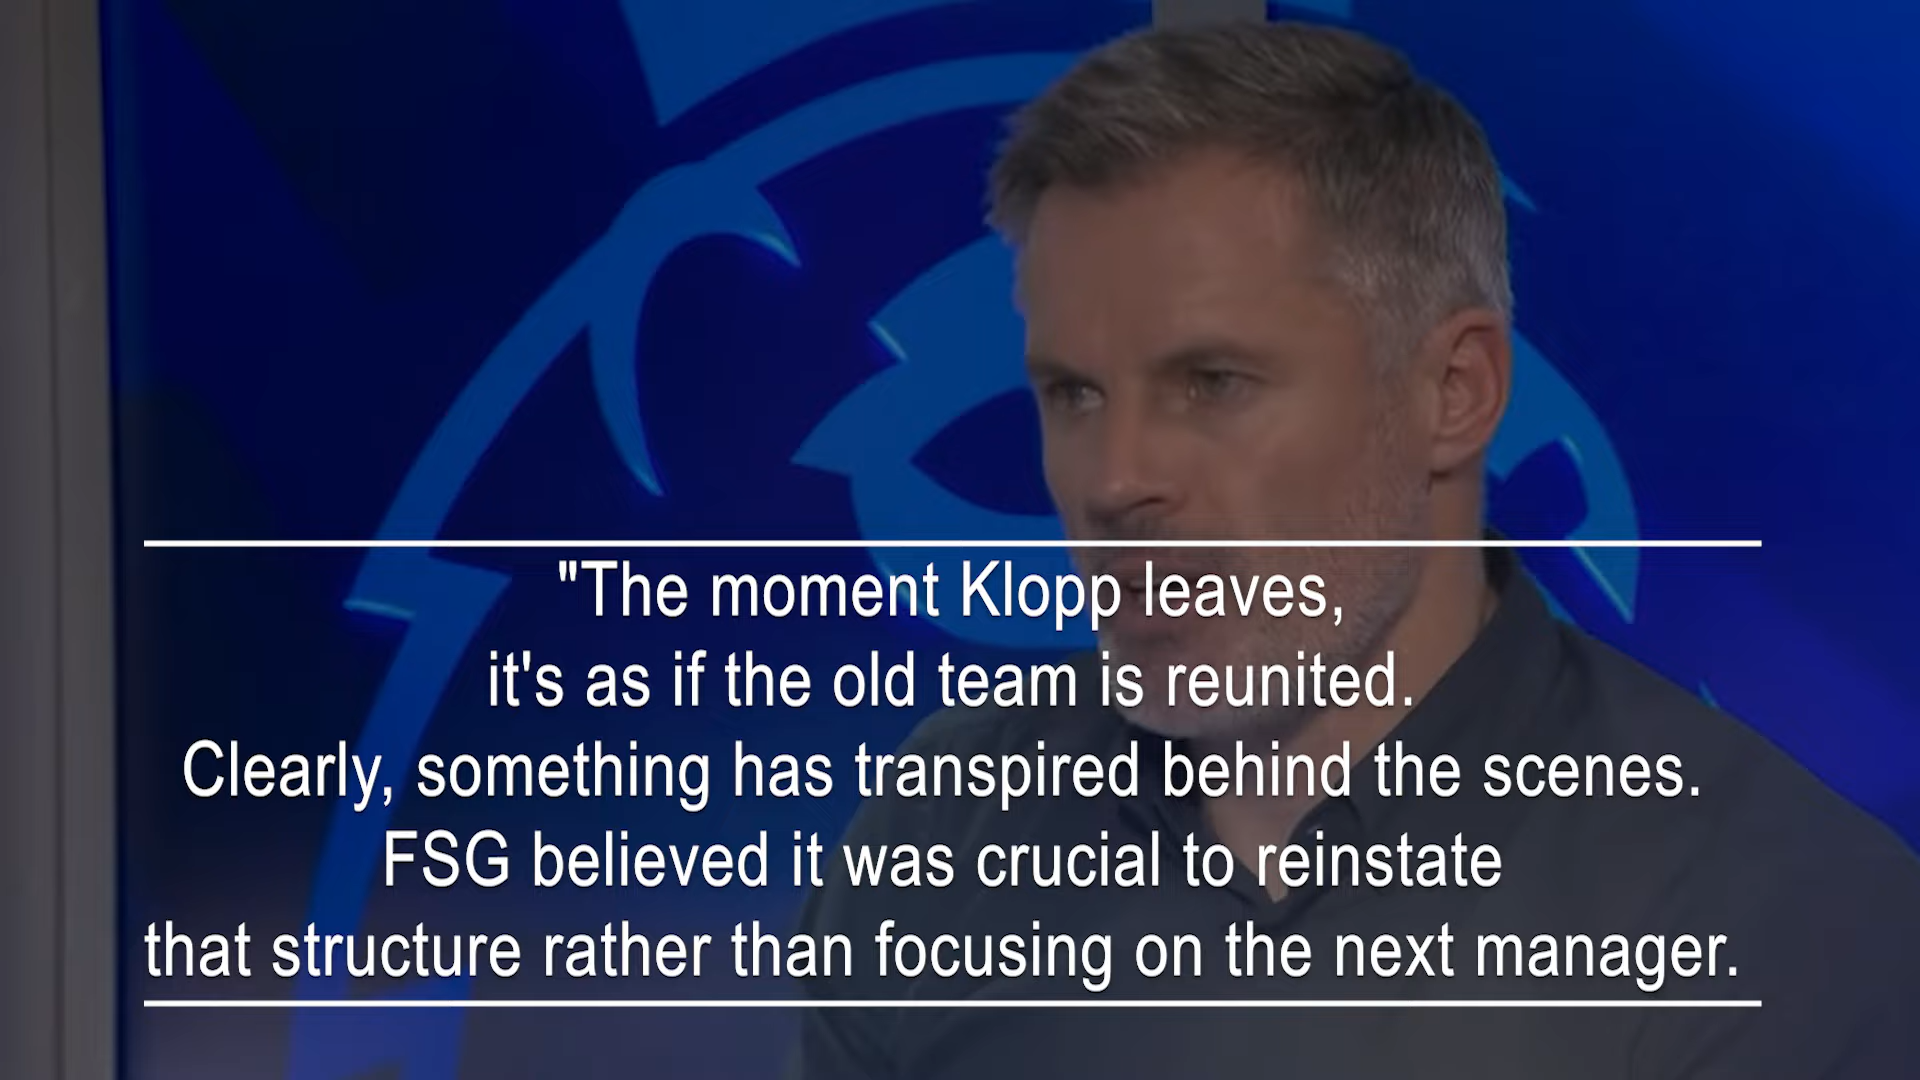 "The moment Klopp leaves,
it's as if the old team is reunited.
Clearly, something has transpired behind the scenes.
FSG believed it was crucial to reinstate
that structure rather than focusing on the next manager.